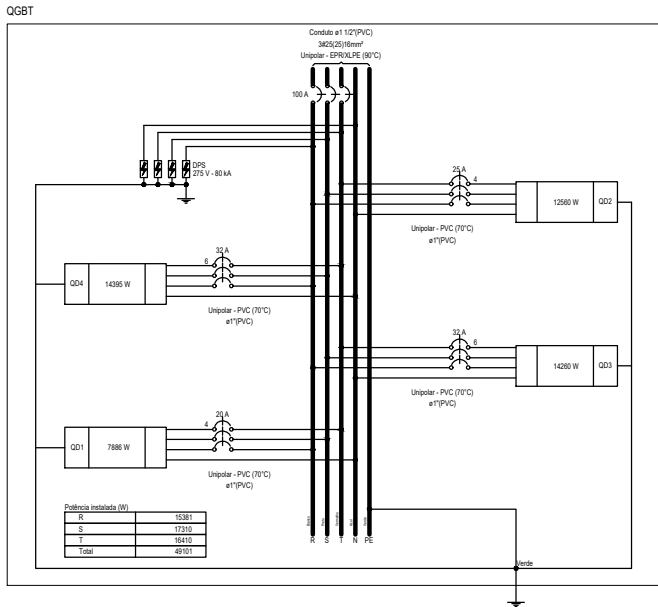 QGBT
Conduto ø1 1/2"(PVC)
3#25(25)16mm²
Unipolar - EPR/XLPE (90°C)
100 A
DPS
275 V - 80 kA
25 A
4
12560 W
QD2
Unipolar - PVC (70°C)
ø1"(PVC)
32 A
6
QD4
14395 W
Unipolar - PVC (70°C)
ø1"(PVC)
32 A
6
14260 W
QD3
Unipolar - PVC (70°C)
ø1"(PVC)
20 A
4
QD1
7886 W
Unipolar - PVC (70°C)
ø1"(PVC)
Potência instalada (W)
R 15381
S 17310
T 16410
Total 49101
R S T N PE
Verde